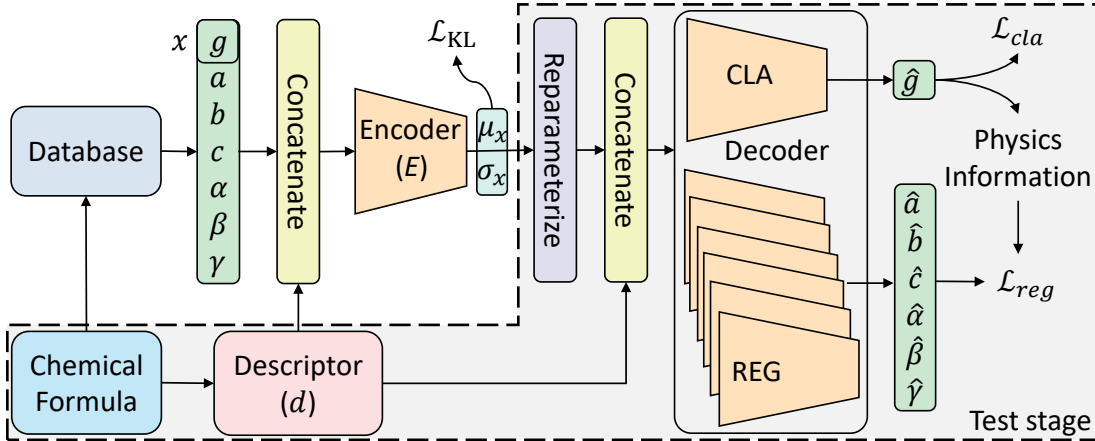 x
g
a
b
c
α
β
γ
Database
Concatenate
Encoder
(E)
ℒ_KL
μ_x
σ_x
Reparameterize
Concatenate
CLA
Decoder
REG
ĝ
ℒ_cla
Physics
Information
ℒ_reg
â
b̂
ĉ
α̂
β̂
γ̂
Chemical
Formula
Descriptor
(d)
Test stage